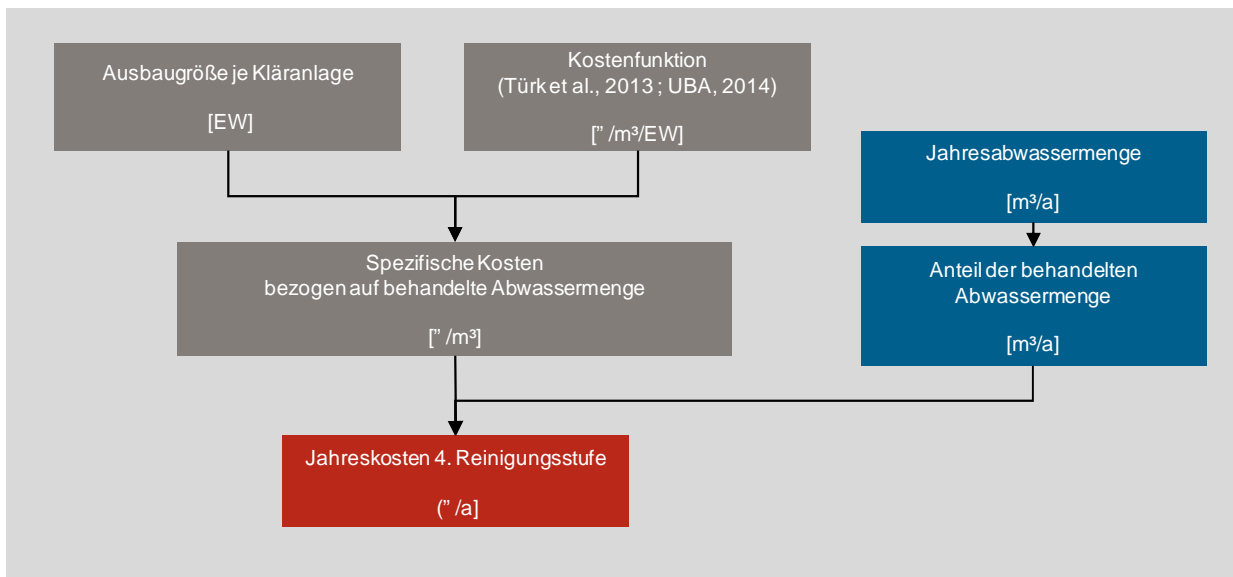 Ausbaugröße je Kläranlage
[EW]
Kostenfunktion
(Türk et al., 2013 ; UBA, 2014)
[” /m³/EW]
Jahresabwassermenge
[m³/a]
Spezifische Kosten
bezogen auf behandelte Abwassermenge
[” /m³]
Anteil der behandelten
Abwassermenge
[m³/a]
Jahreskosten 4. Reinigungsstufe
(” /a]